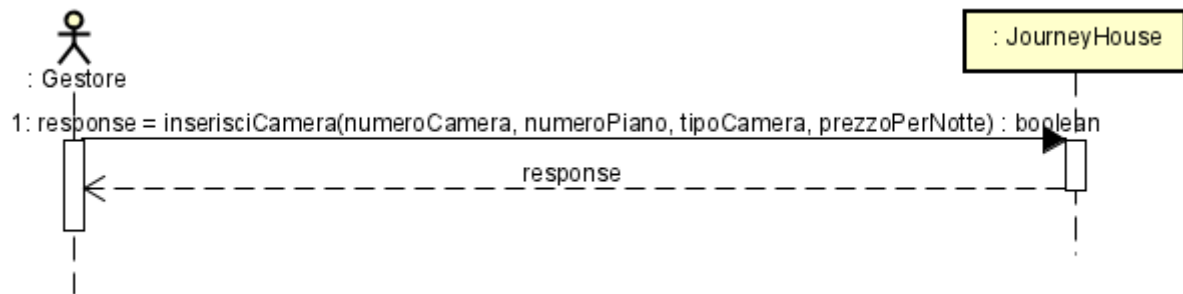 : JourneyHouse
: Gestore
1: response = inserisciCamera(numeroCamera, numeroPiano, tipoCamera, prezzoPerNotte) : boolean
response